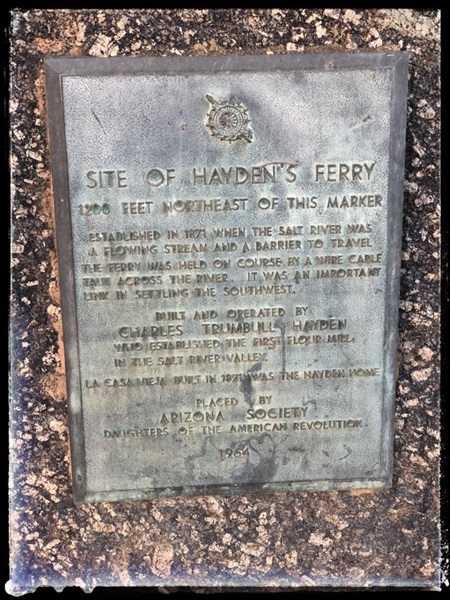 SITE OF HAYDEN'S FERRY
1200 FEET NORTHEAST OF THIS MARKER
ESTABLISHED IN 1871 WHEN THE SALT RIVER WAS
A FLOWING STREAM AND A BARRIER TO TRAVEL
THE FERRY WAS HELD ON COURSE BY A WIRE CABLE
ACROSS THE RIVER. IT WAS AN IMPORTANT
LINK IN SETTLING THE SOUTHWEST.
BUILT AND OPERATED BY
CHARLES TRUMBULL HAYDEN
WHO ESTABLISHED THE FIRST FLOUR MILL
IN THE SALT RIVER VALLEY.
LA CASA VIEJA, BUILT IN 1871, WAS THE HAYDEN HOME
PLACED BY
ARIZONA SOCIETY
DAUGHTERS OF THE AMERICAN REVOLUTION
1964